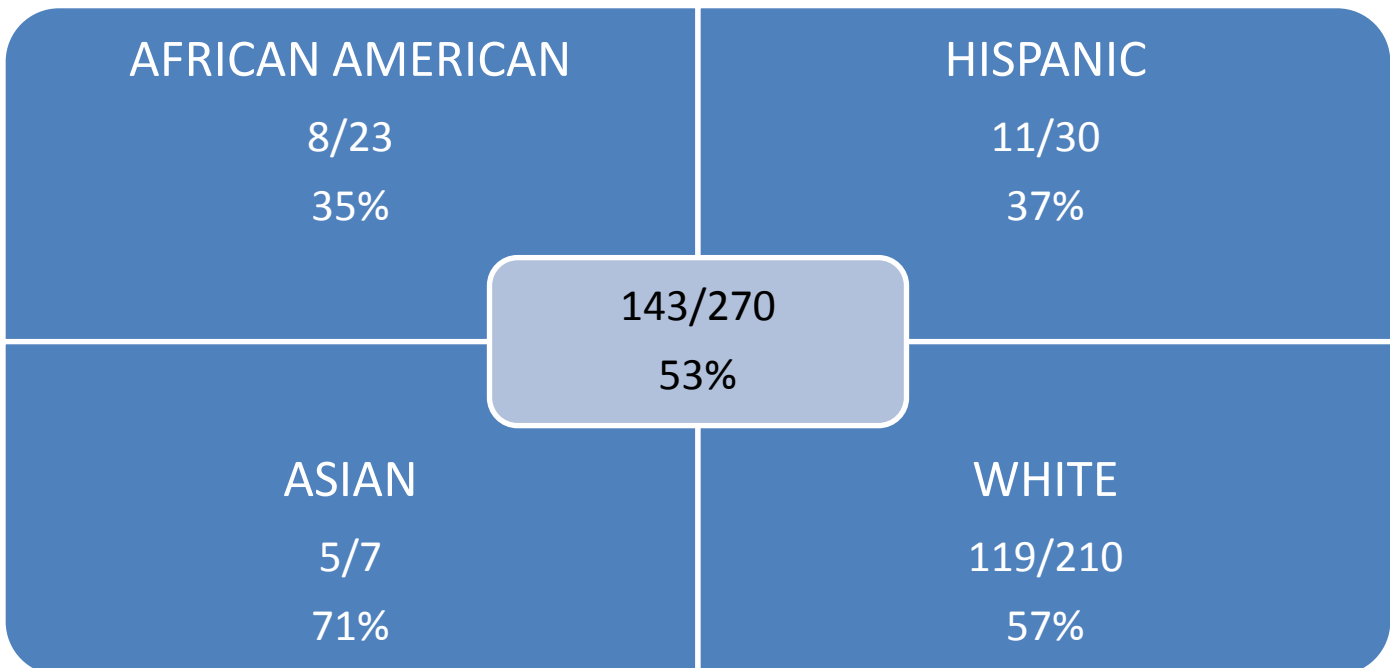 AFRICAN AMERICAN
8/23
35%
HISPANIC
11/30
37%
143/270
53%
ASIAN
5/7
71%
WHITE
119/210
57%